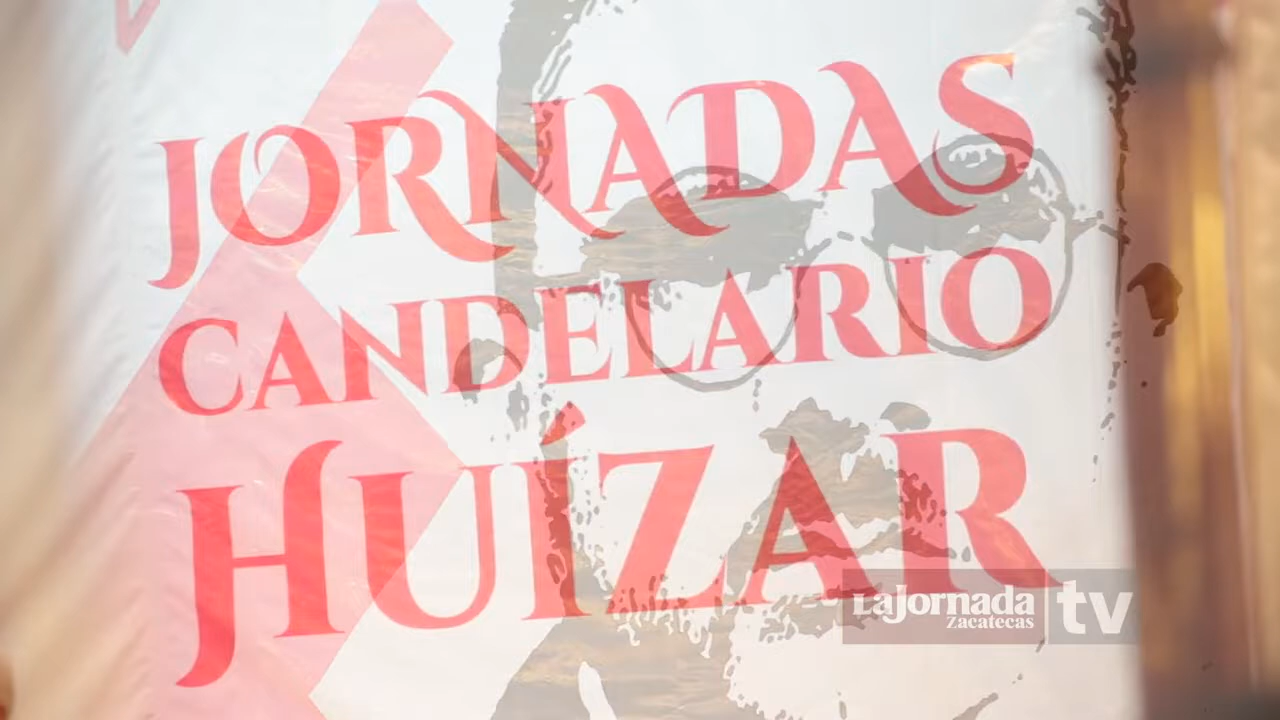 JORNADAS
CANDELARIO
HUÍZAR
LaJornada
Zacatecas
tv